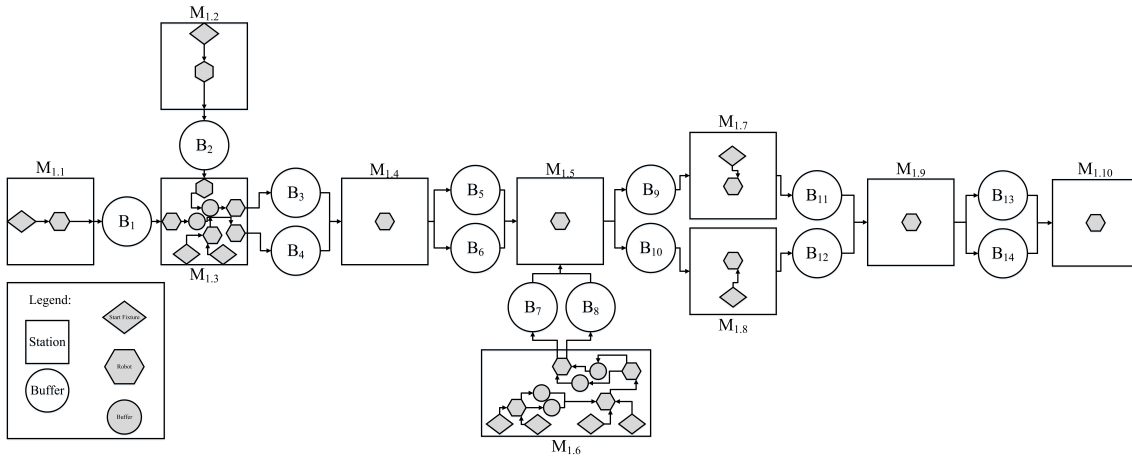 M1.2
B2
M1.1
B1
M1.3
B3
B4
M1.4
B5
B6
M1.5
B7
B8
M1.6
B9
B10
M1.7
M1.8
B11
B12
M1.9
B13
B14
M1.10
Legend:
Station
Buffer
Start Fixture
Robot
Buffer